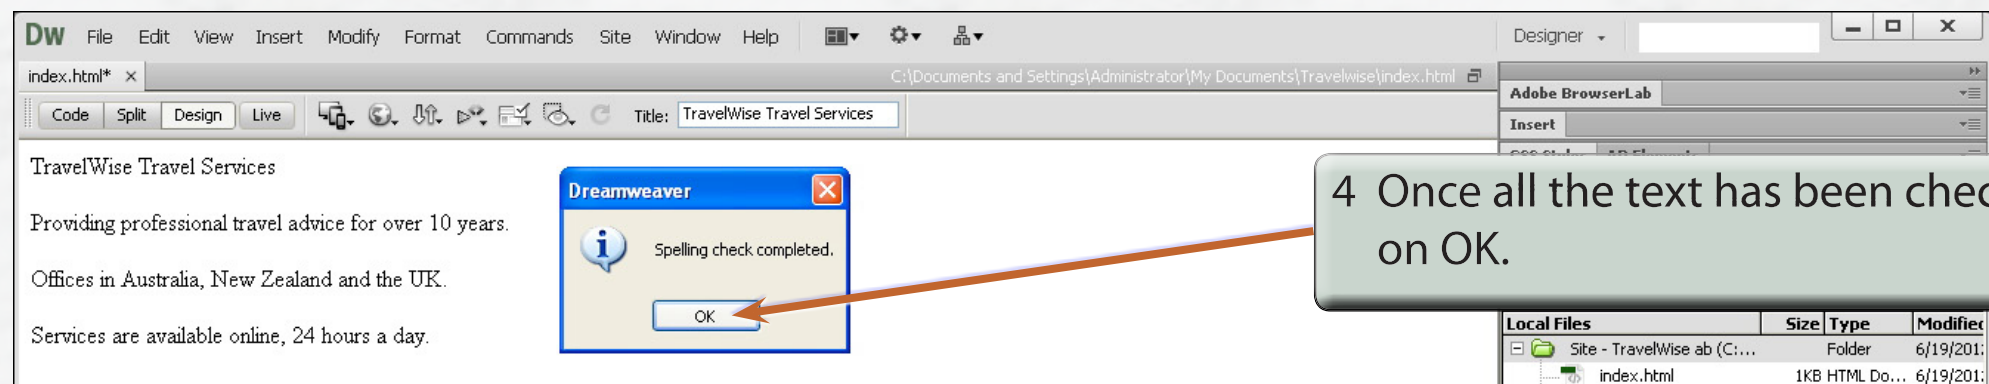 DW File Edit View Insert Modify Format Commands Site Window Help Designer
index.html* C:\Documents and Settings\Administrator\My Documents\Travelwise\index.html
Code Split Design Live Title: TravelWise Travel Services
Adobe BrowserLab
Insert
TravelWise Travel Services
Providing professional travel advice for over 10 years.
Offices in Australia, New Zealand and the UK.
Services are available online, 24 hours a day.
Dreamweaver
Spelling check completed.
OK
4 Once all the text has been chec
on OK.
Local Files Size Type Modified
Site - TravelWise ab (C:... Folder 6/19/201
index.html 1KB HTML Do... 6/19/201